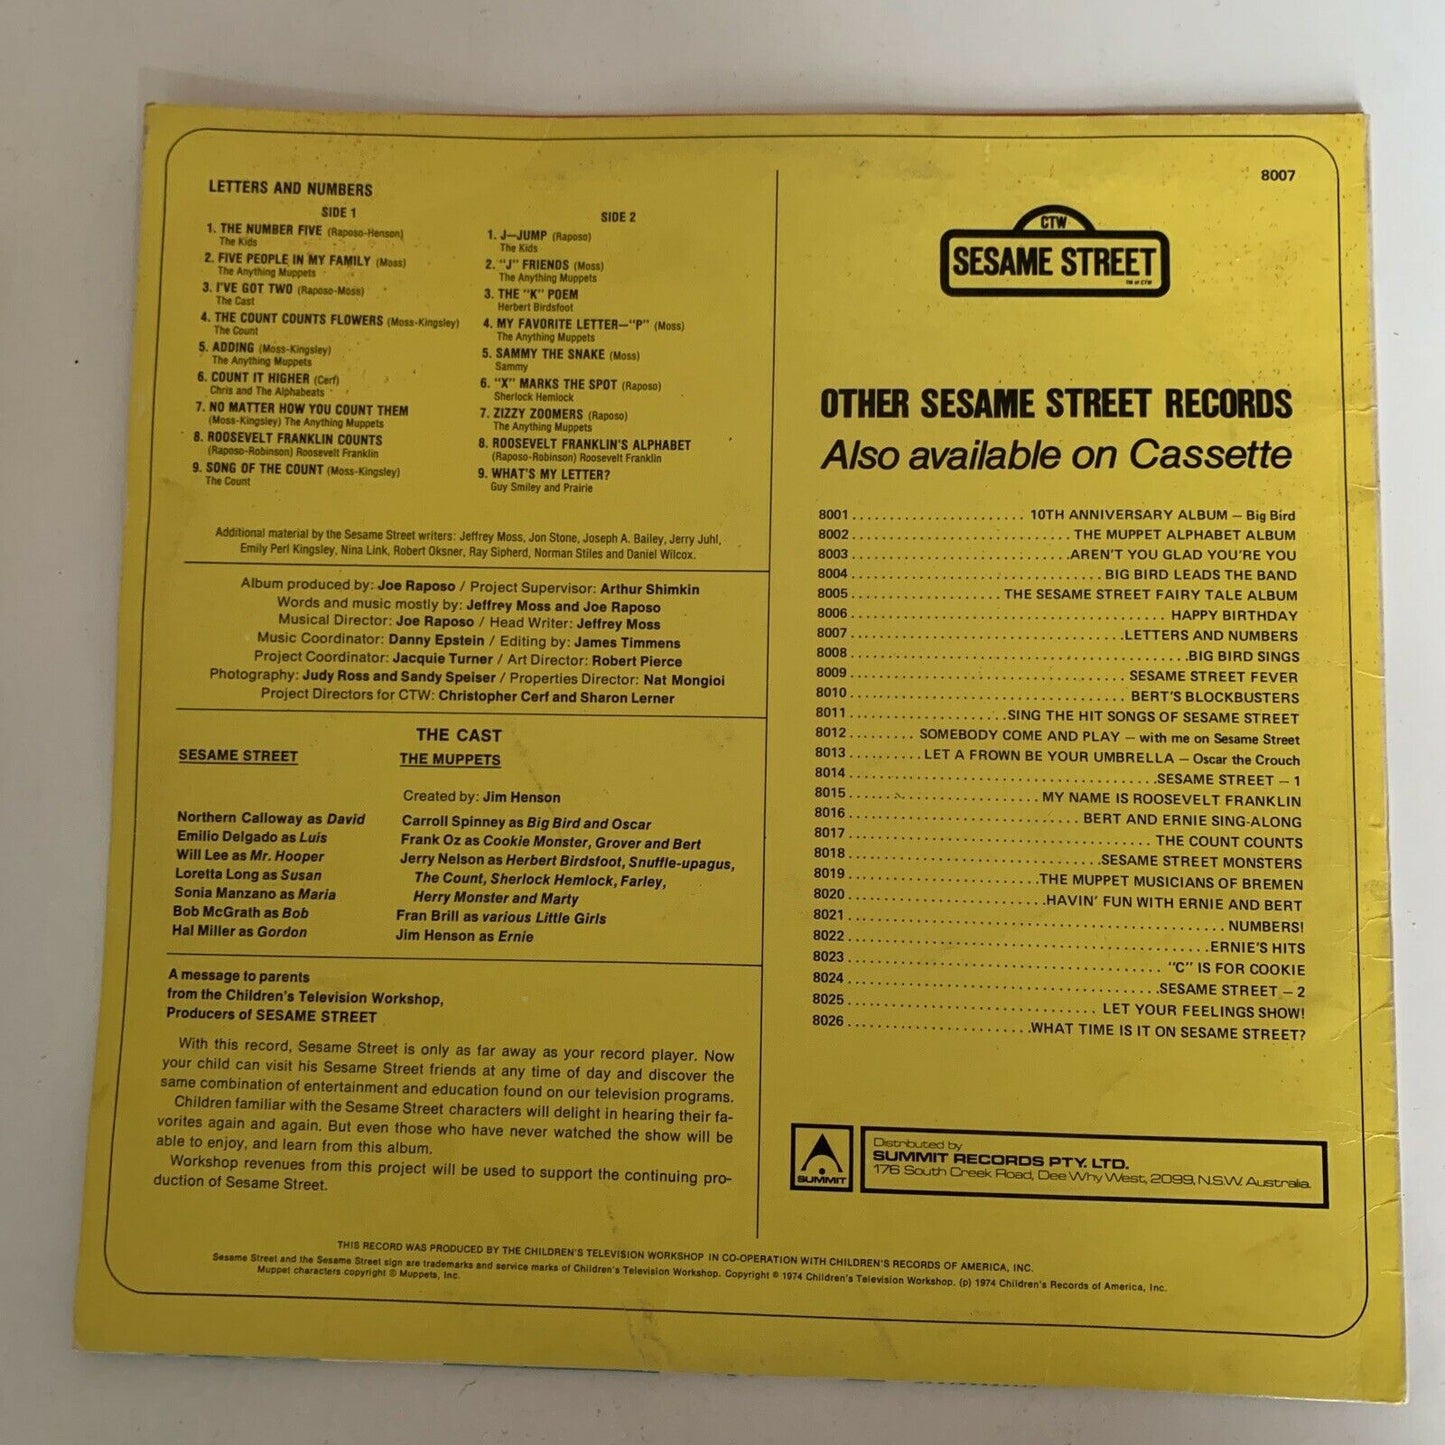 LETTERS AND NUMBERS
SIDE 1
1. THE NUMBER FIVE (Raposo-Henson)
The Kids
2. FIVE PEOPLE IN MY FAMILY (Moss)
The Anything Muppets
3. I'VE GOT TWO (Raposo-Moss)
The Cast
4. THE COUNT COUNTS FLOWERS (Moss-Kingsley)
The Count
5. ADDING (Moss-Kingsley)
The Anything Muppets
6. COUNT IT HIGHER (Cerf)
Chris and The Alphabeats
7. NO MATTER HOW YOU COUNT THEM
(Moss-Kingsley) The Anything Muppets
8. ROOSEVELT FRANKLIN COUNTS
(Raposo-Robinson) Roosevelt Franklin
9. SONG OF THE COUNT (Moss-Kingsley)
The Count
SIDE 2
1. J—JUMP (Raposo)
The Kids
2. "J" FRIENDS (Moss)
The Anything Muppets
3. THE "K" POEM
Herbert Birdsfoot
4. MY FAVORITE LETTER—"P" (Moss)
The Anything Muppets
5. SAMMY THE SNAKE (Moss)
Sammy
6. "X" MARKS THE SPOT (Raposo)
Sherlock Hemlock
7. ZIZZY ZOOMERS (Raposo)
The Anything Muppets
8. ROOSEVELT FRANKLIN'S ALPHABET
(Raposo-Robinson) Roosevelt Franklin
9. WHAT'S MY LETTER?
Guy Smiley and Prairie
Additional material by the Sesame Street writers: Jeffrey Moss, Jon Stone, Joseph A. Bailey, Jerry Juhl,
Emily Perl Kingsley, Nina Link, Robert Oksner, Ray Sipherd, Norman Stiles and Daniel Wilcox.
Album produced by: Joe Raposo / Project Supervisor: Arthur Shimkin
Words and music mostly by: Jeffrey Moss and Joe Raposo
Musical Director: Joe Raposo / Head Writer: Jeffrey Moss
Music Coordinator: Danny Epstein / Editing by: James Timmens
Project Coordinator: Jacquie Turner / Art Director: Robert Pierce
Photography: Judy Ross and Sandy Speiser / Properties Director: Nat Mongioi
Project Directors for CTW: Christopher Cerf and Sharon Lerner
THE CAST
SESAME STREET
Northern Calloway as David
Emilio Delgado as Luis
Will Lee as Mr. Hooper
Loretta Long as Susan
Sonia Manzano as Maria
Bob McGrath as Bob
Hal Miller as Gordon
THE MUPPETS
Created by: Jim Henson
Carroll Spinney as Big Bird and Oscar
Frank Oz as Cookie Monster, Grover and Bert
Jerry Nelson as Herbert Birdsfoot, Snuffle-upagus,
The Count, Sherlock Hemlock, Farley,
Herry Monster and Marty
Fran Brill as various Little Girls
Jim Henson as Ernie
A message to parents
from the Children's Television Workshop,
Producers of SESAME STREET
With this record, Sesame Street is only as far away as your record player. Now
your child can visit his Sesame Street friends at any time of day and discover the
same combination of entertainment and education found on our television programs.
Children familiar with the Sesame Street characters will delight in hearing their fa-
vorites again and again. But even those who have never watched the show will be
able to enjoy, and learn from this album.
Workshop revenues from this project will be used to support the continuing pro-
duction of Sesame Street.
8007
CTW
SESAME STREET
TM of CTW
OTHER SESAME STREET RECORDS
Also available on Cassette
8001 ....................... 10TH ANNIVERSARY ALBUM — Big Bird
8002 ............................. THE MUPPET ALPHABET ALBUM
8003 .............................AREN'T YOU GLAD YOU'RE YOU
8004 .................................BIG BIRD LEADS THE BAND
8005 .................... THE SESAME STREET FAIRY TALE ALBUM
8006 .......................................... HAPPY BIRTHDAY
8007 ....................................LETTERS AND NUMBERS
8008 ............................................BIG BIRD SINGS
8009 .................................... SESAME STREET FEVER
8010 .................................... BERT'S BLOCKBUSTERS
8011 .....................SING THE HIT SONGS OF SESAME STREET
8012 ......... SOMEBODY COME AND PLAY — with me on Sesame Street
8013 ..........LET A FROWN BE YOUR UMBRELLA — Oscar the Crouch
8014 ........................................SESAME STREET — 1
8015 ......................... MY NAME IS ROOSEVELT FRANKLIN
8016 .............................. BERT AND ERNIE SING-ALONG
8017 ........................................ THE COUNT COUNTS
8018 .................................SESAME STREET MONSTERS
8019 .........................THE MUPPET MUSICIANS OF BREMEN
8020 ..........................HAVIN' FUN WITH ERNIE AND BERT
8021 .................................................. NUMBERS!
8022 ...............................................ERNIE'S HITS
8023 ......................................... "C" IS FOR COOKIE
8024 ........................................SESAME STREET — 2
8025 ................................ LET YOUR FEELINGS SHOW!
8026 ........................WHAT TIME IS IT ON SESAME STREET?
SUMMIT
Distributed by
SUMMIT RECORDS PTY. LTD.
176 South Creek Road, Dee Why West, 2099, N.S.W. Australia.
THIS RECORD WAS PRODUCED BY THE CHILDREN'S TELEVISION WORKSHOP IN CO-OPERATION WITH CHILDREN'S RECORDS OF AMERICA, INC.
Sesame Street and the Sesame Street sign are trademarks and service marks of Children's Television Workshop. Copyright © 1974 Children's Television Workshop. (p) 1974 Children's Records of America, Inc.
Muppet characters copyright © Muppets, Inc.